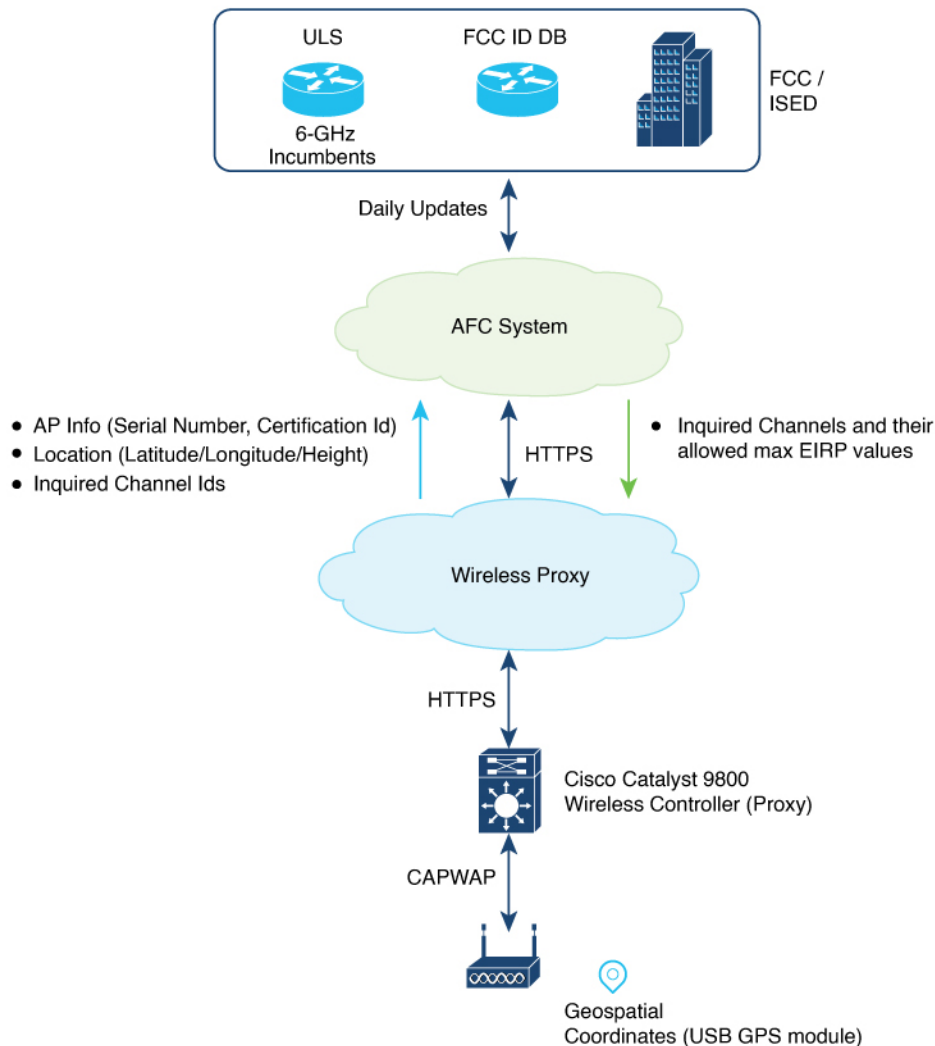 ULS
FCC ID DB
6-GHz
Incumbents
FCC /
ISED
Daily Updates
AFC System
● AP Info (Serial Number, Certification Id)
● Location (Latitude/Longitude/Height)
● Inquired Channel Ids
HTTPS
● Inquired Channels and their
allowed max EIRP values
Wireless Proxy
HTTPS
Cisco Catalyst 9800
Wireless Controller (Proxy)
CAPWAP
Geospatial
Coordinates (USB GPS module)